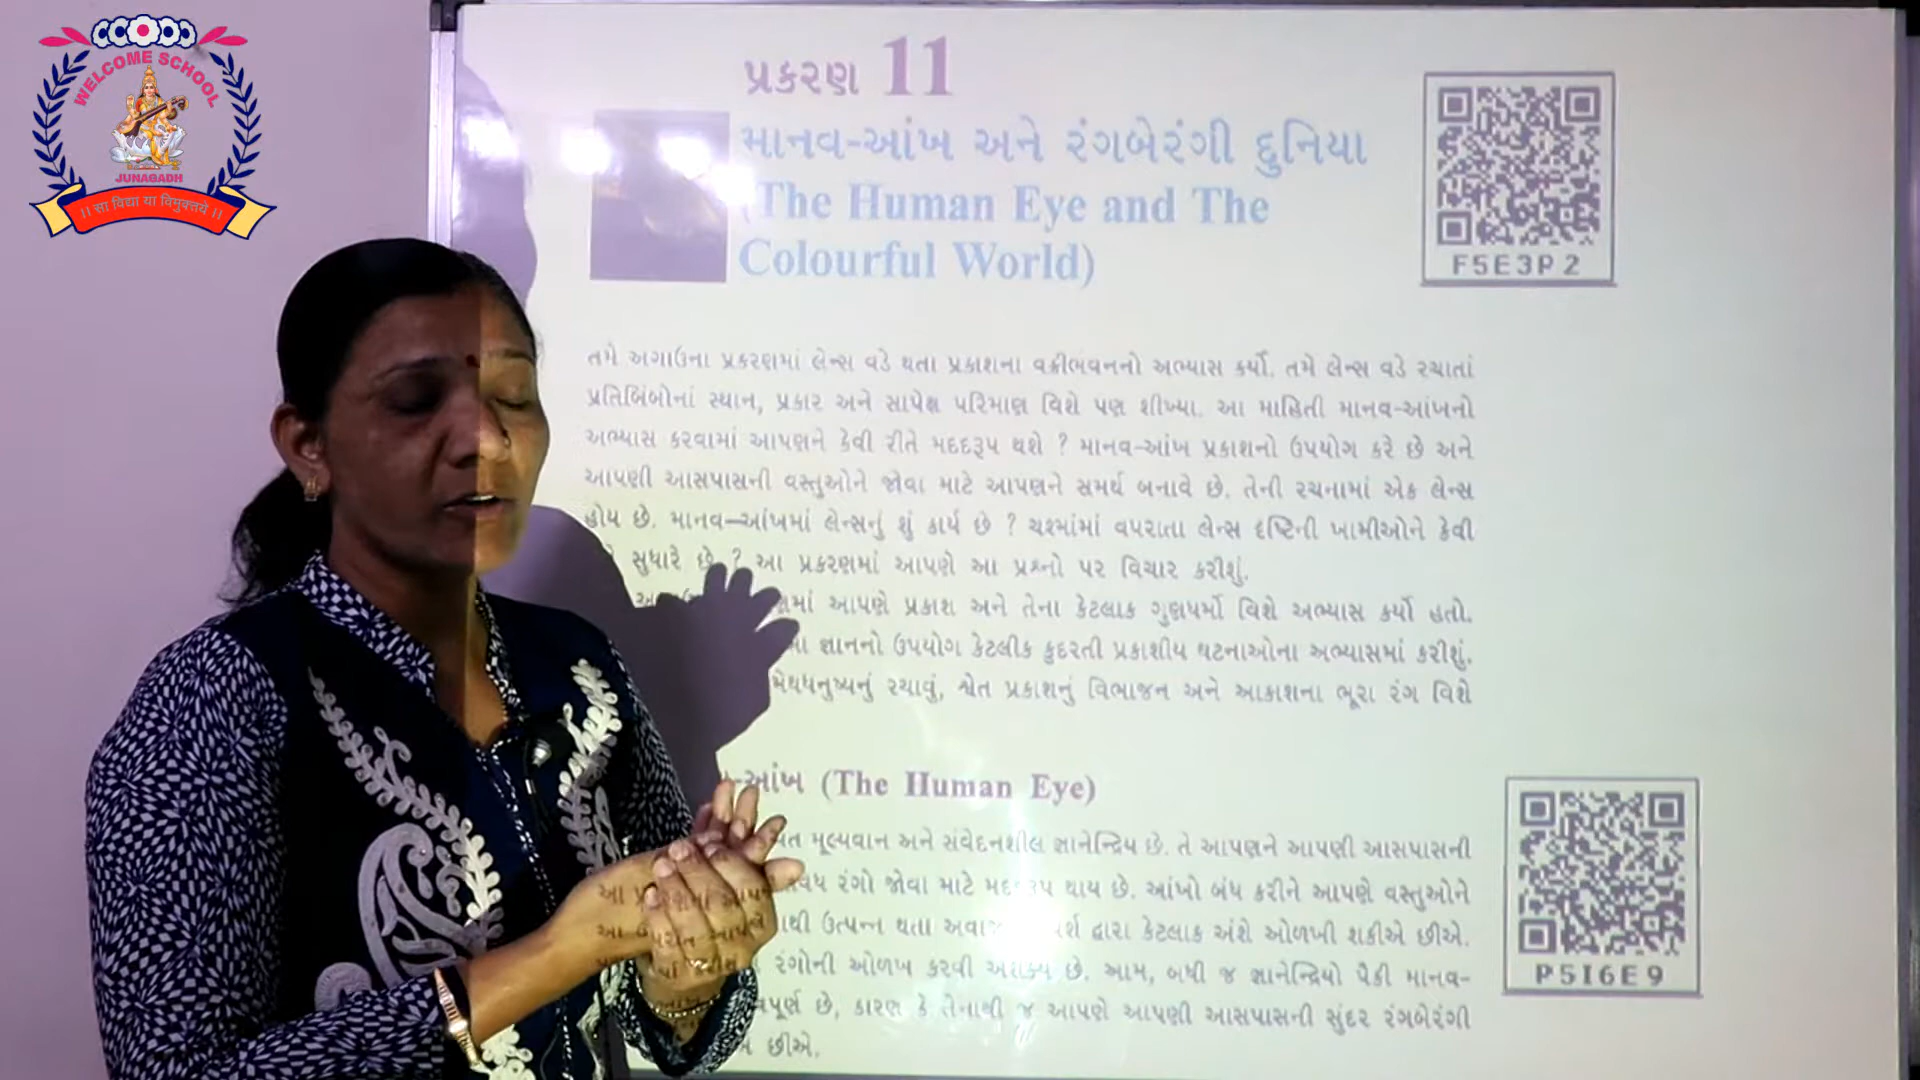 WELCOME SCHOOL
JUNAGADH
।। सा विद्या या विमुक्तये ।।
પ્રકરણ 11
માનવ-આંખ અને રંગબેરંગી દુનિયા
(The Human Eye and The
Colourful World)
F5E3P2
તમે અગાઉના પ્રકરણમાં લેન્સ વડે થતા પ્રકાશના વક્રીભવનનો અભ્યાસ કર્યો. તમે લેન્સ વડે રચાતાં
પ્રતિબિંબોનાં સ્થાન, પ્રકાર અને સાપેક્ષ પરિમાણ વિશે પણ શીખ્યા. આ માહિતી માનવ-આંખનો
અભ્યાસ કરવામાં આપણને કેવી રીતે મદદરૂપ થશે ? માનવ-આંખ પ્રકાશનો ઉપયોગ કરે છે અને
આપણી આસપાસની વસ્તુઓને જોવા માટે આપણને સમર્થ બનાવે છે. તેની રચનામાં એક લેન્સ
હોય છે. માનવ-આંખમાં લેન્સનું શું કાર્ય છે ? ચશ્માંમાં વપરાતા લેન્સ દૃષ્ટિની ખામીઓને કેવી
સુધારે છે ? આ પ્રકરણમાં આપણે આ પ્રશ્નો પર વિચાર કરીશું.
આપણે પ્રકાશ અને તેના કેટલાક ગુણધર્મો વિશે અભ્યાસ કર્યો હતો.
જ્ઞાનનો ઉપયોગ કેટલીક કુદરતી પ્રકાશીય ઘટનાઓના અભ્યાસમાં કરીશું.
મેઘધનુષ્યનું રચાવું, શ્વેત પ્રકાશનું વિભાજન અને આકાશના ભૂરા રંગ વિશે
-આંખ (The Human Eye)
મૂલ્યવાન અને સંવેદનશીલ જ્ઞાનેન્દ્રિય છે. તે આપણને આપણી આસપાસની
રંગો જોવા માટે મદદરૂપ થાય છે. આંખો બંધ કરીને આપણે વસ્તુઓને
ઉત્પન્ન થતા દ્વારા કેટલાક અંશે ઓળખી શકીએ છીએ.
રંગોની ઓળખ કરવી અશક્ય છે. આમ, બધી જ જ્ઞાનેન્દ્રિયો પૈકી માનવ-
છે, કારણ કે તેનાથી જ આપણે આપણી આસપાસની સુંદર રંગબેરંગી
છીએ.
P5I6E9